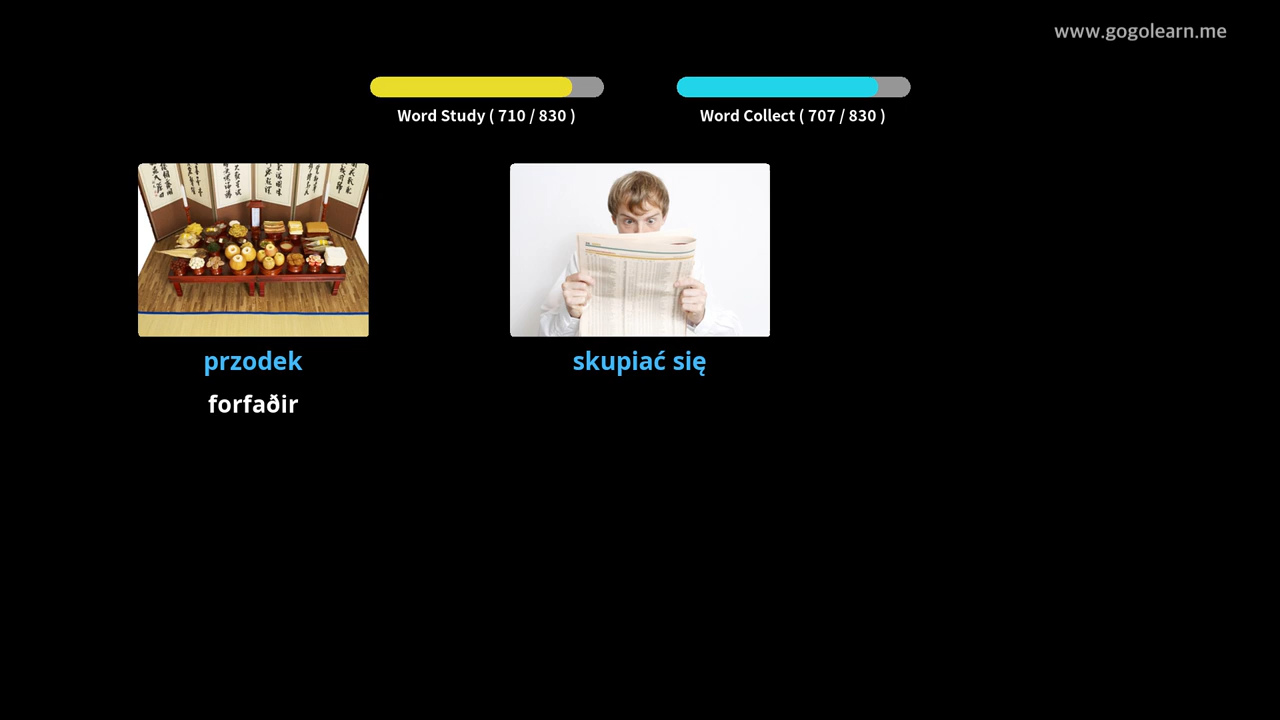 www.gogolearn.me
Word Study ( 710 / 830 )
Word Collect ( 707 / 830 )
przodek
skupiać się
forfaðir